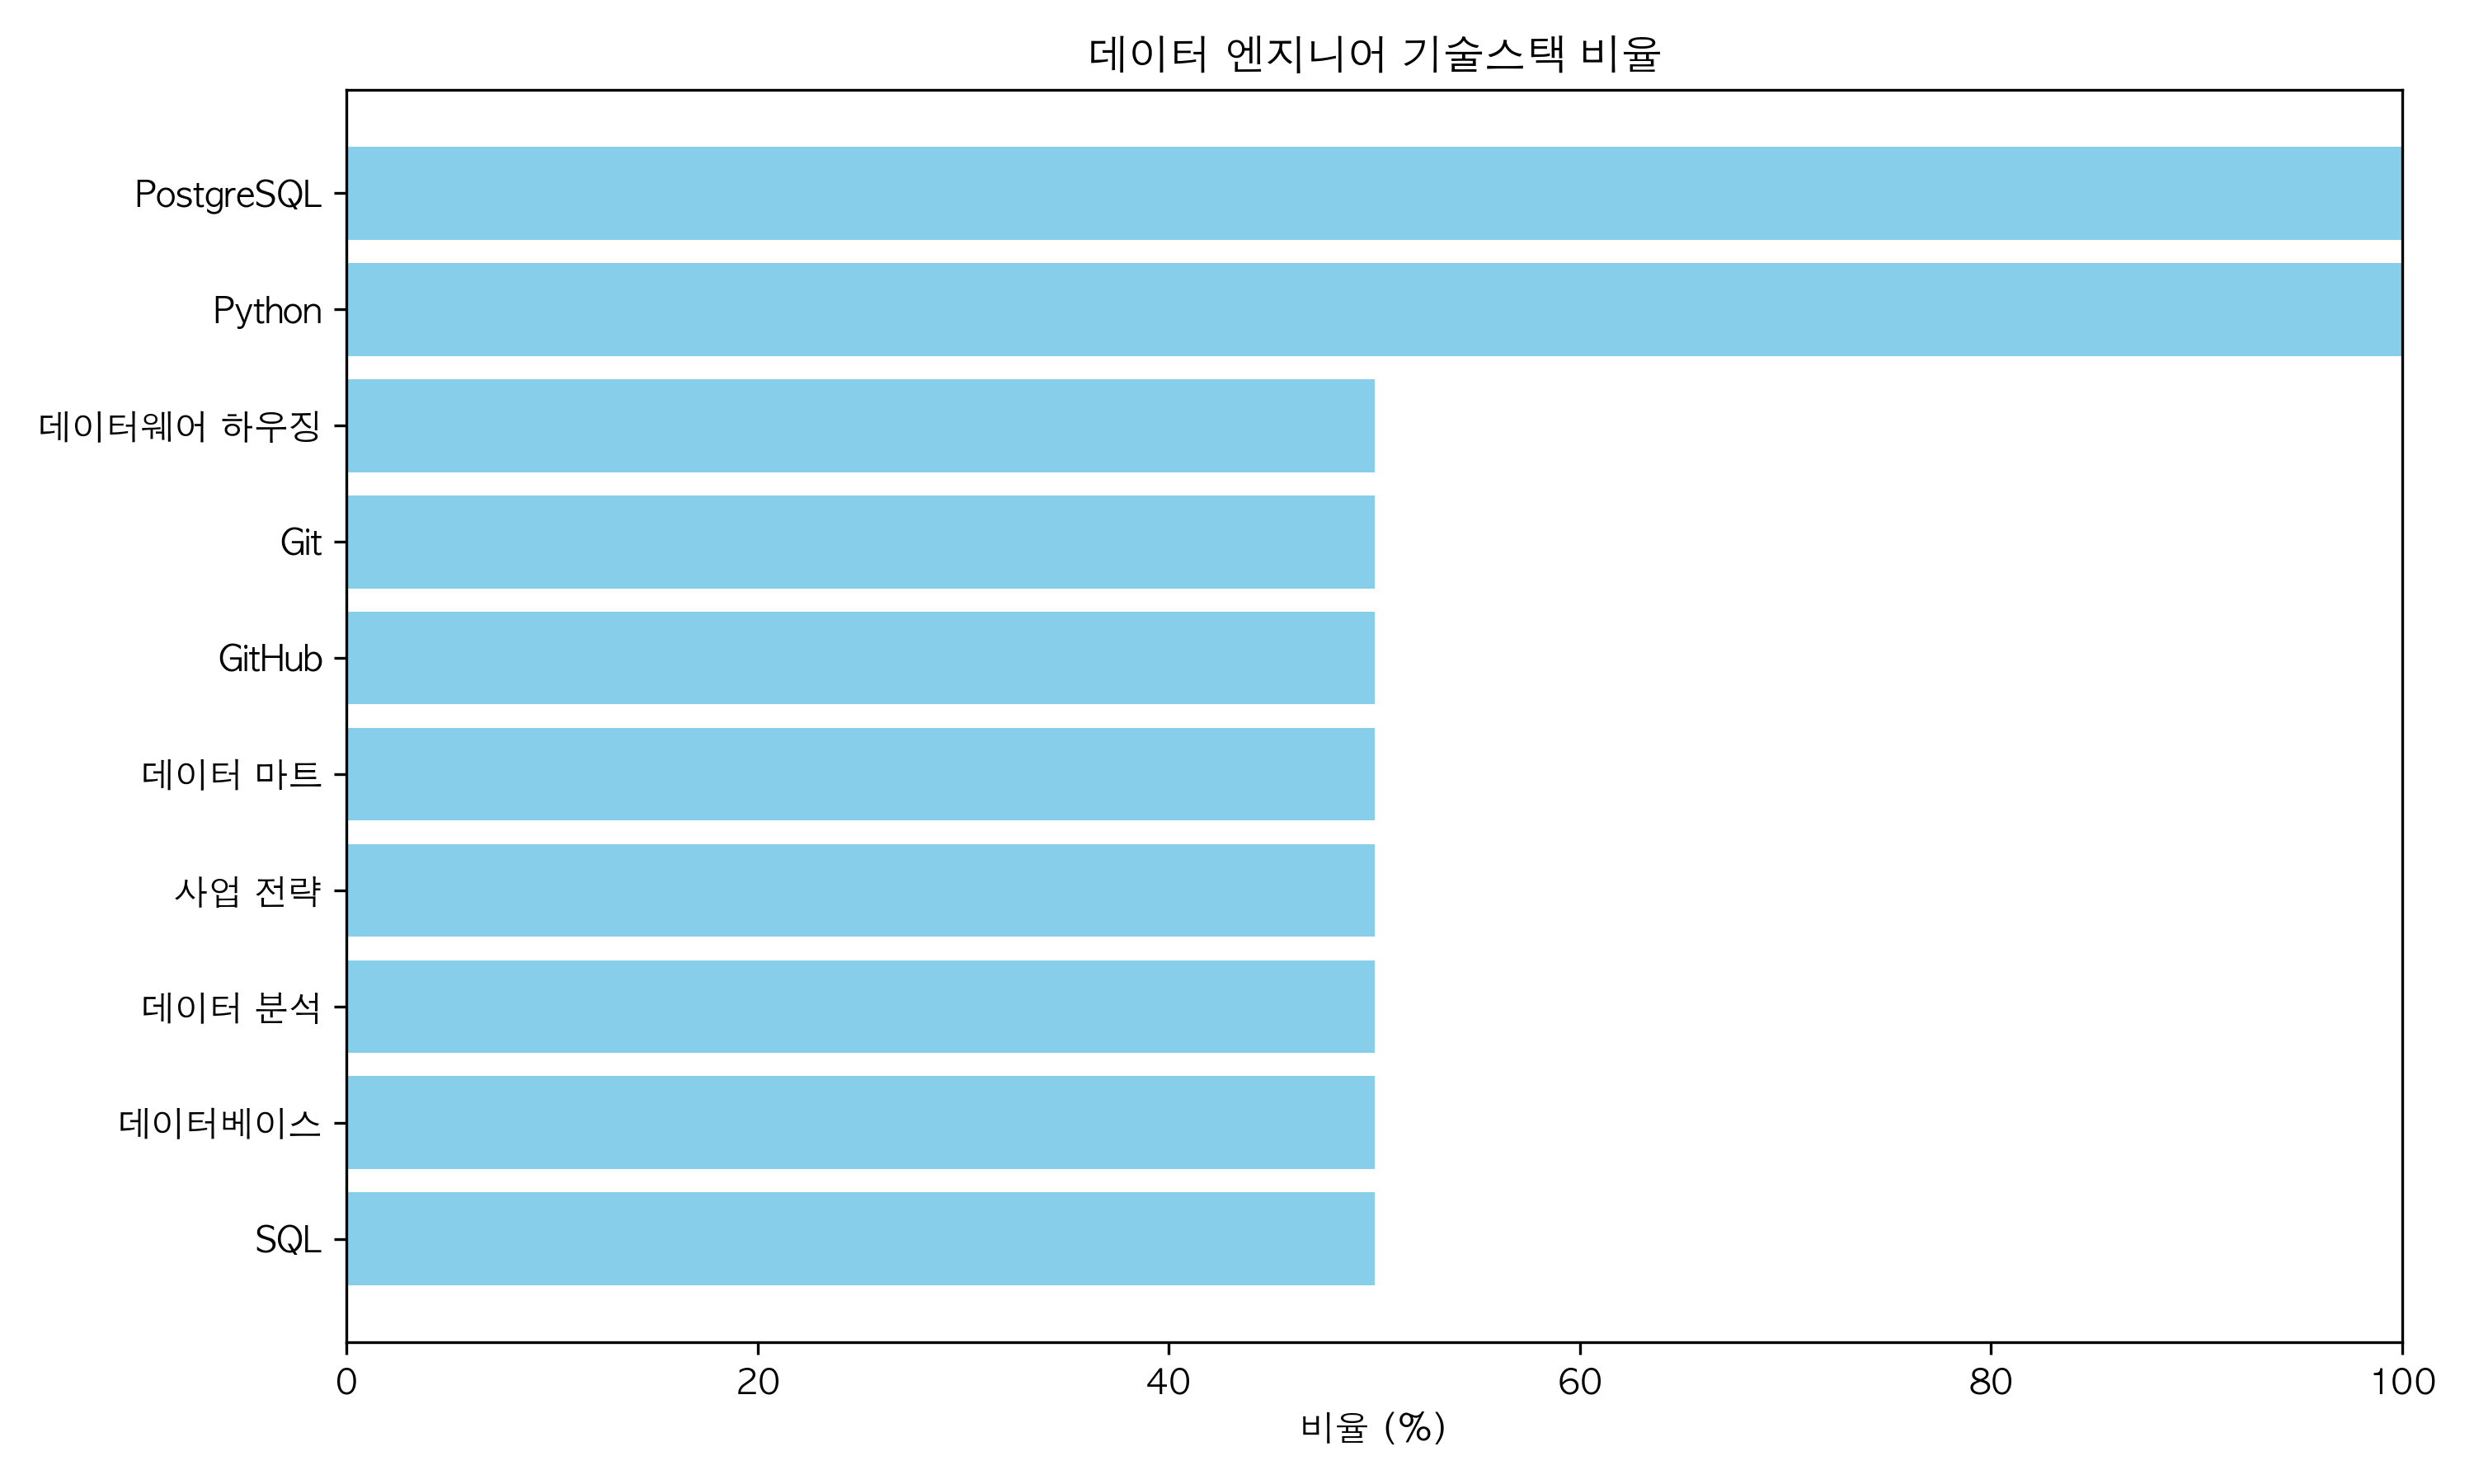 데이터 엔지니어 기술스택 비율
PostgreSQL
Python
데이터웨어 하우징
Git
GitHub
데이터 마트
사업 전략
데이터 분석
데이터베이스
SQL
0 20 40 60 80 100
비율 (%)